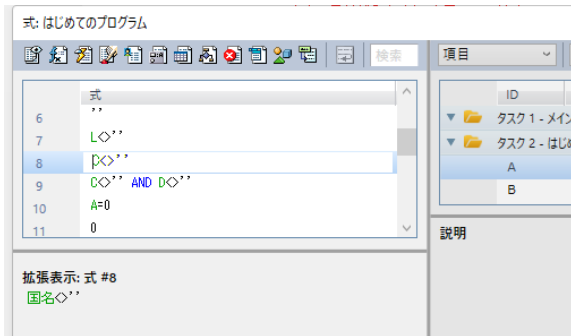 式: はじめてのプログラム
検索
項目
式
6 ''
7 L<>''
8 D<>''
9 C<>'' AND D<>''
10 A=0
11 0
ID
タスク 1 - メイン
タスク 2 - はじ
A
B
説明
拡張表示: 式 #8
国名<>''